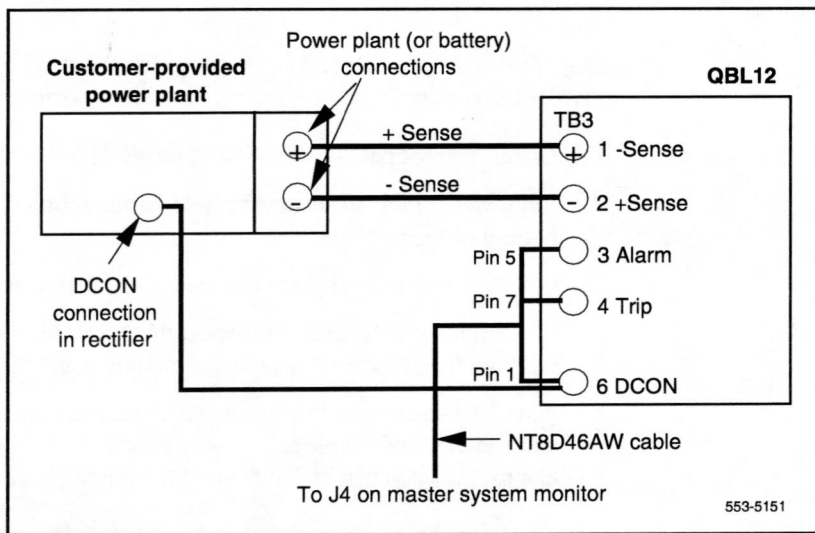 Power plant (or battery)
connections
Customer-provided
power plant
QBL12
TB3
+ Sense
+
+
1 -Sense
- Sense
-
-
2 +Sense
Pin 5
3 Alarm
DCON
connection
in rectifier
Pin 7
4 Trip
Pin 1
6 DCON
NT8D46AW cable
To J4 on master system monitor
553-5151